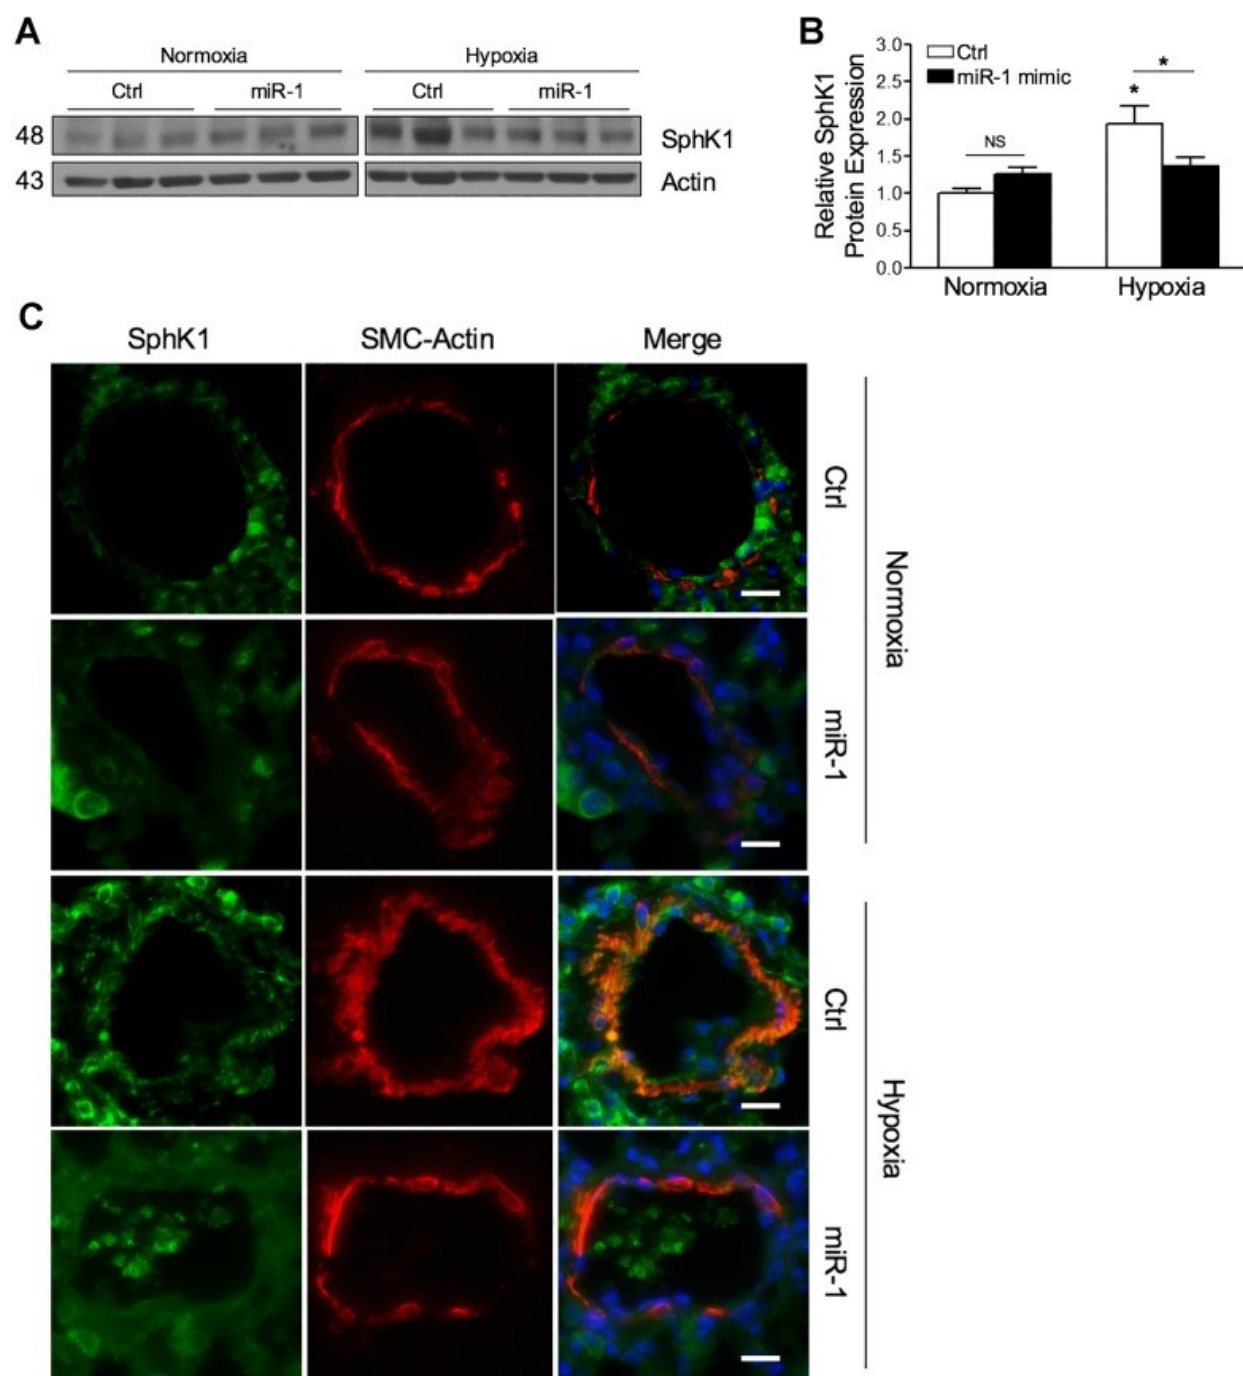 A
Normoxia Hypoxia
Ctrl miR-1 Ctrl miR-1
48 SphK1
43 Actin
B
Relative SphK1
Protein Expression
3.0
2.5
2.0
1.5
1.0
0.5
0.0
Ctrl
miR-1 mimic
NS
*
*
Normoxia Hypoxia
C
SphK1 SMC-Actin Merge
Ctrl
miR-1
Normoxia
Ctrl
miR-1
Hypoxia